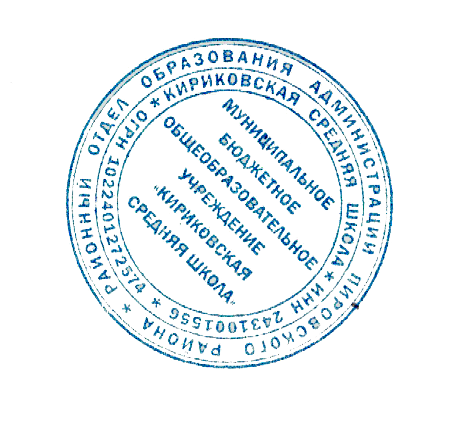 * РАЙОННЫЙ ОТДЕЛ ОБРАЗОВАНИЯ АДМИНИСТРАЦИИ ПИРОВСКОГО РАЙОНА
* КИРИКОВСКАЯ СРЕДНЯЯ ШКОЛА * ИНН 2431001556 * ОГРН 1022401272574
МУНИЦИПАЛЬНОЕ
БЮДЖЕТНОЕ
ОБЩЕОБРАЗОВАТЕЛЬНОЕ
УЧРЕЖДЕНИЕ
„КИРИКОВСКАЯ
СРЕДНЯЯ ШКОЛА"